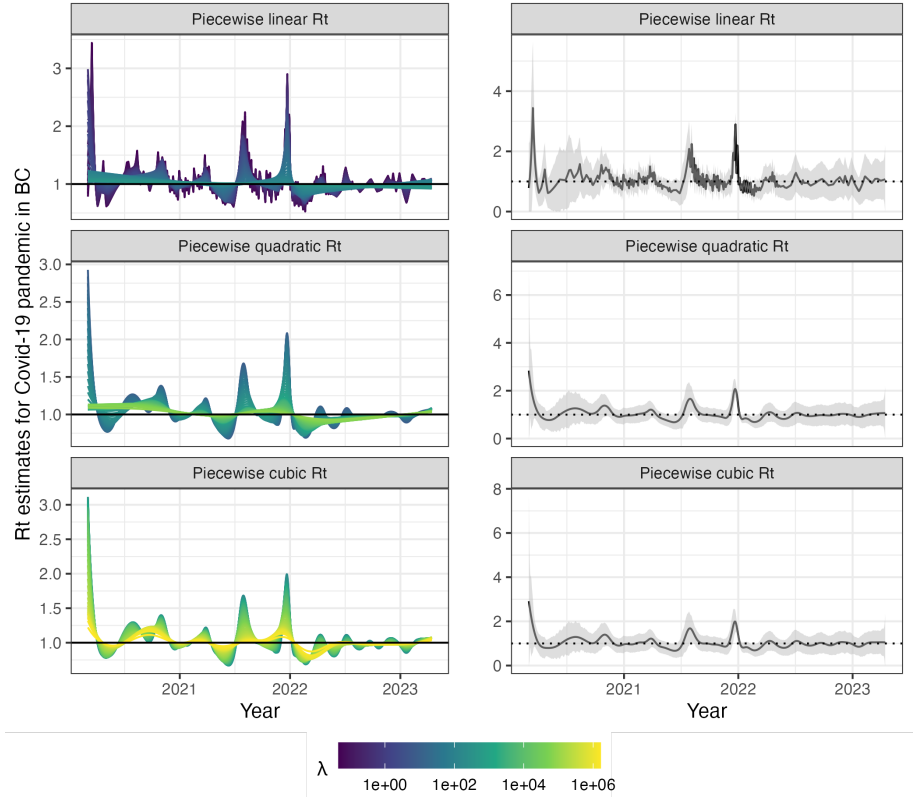 Rt estimates for Covid-19 pandemic in BC
Piecewise linear Rt
3
2
1
Piecewise quadratic Rt
3.0
2.5
2.0
1.5
1.0
Piecewise cubic Rt
3.0
2.5
2.0
1.5
1.0
2021 2022 2023
Year
Piecewise linear Rt
4
2
0
Piecewise quadratic Rt
6
4
2
0
Piecewise cubic Rt
8
6
4
2
0
2021 2022 2023
Year
λ
1e+00 1e+02 1e+04 1e+06